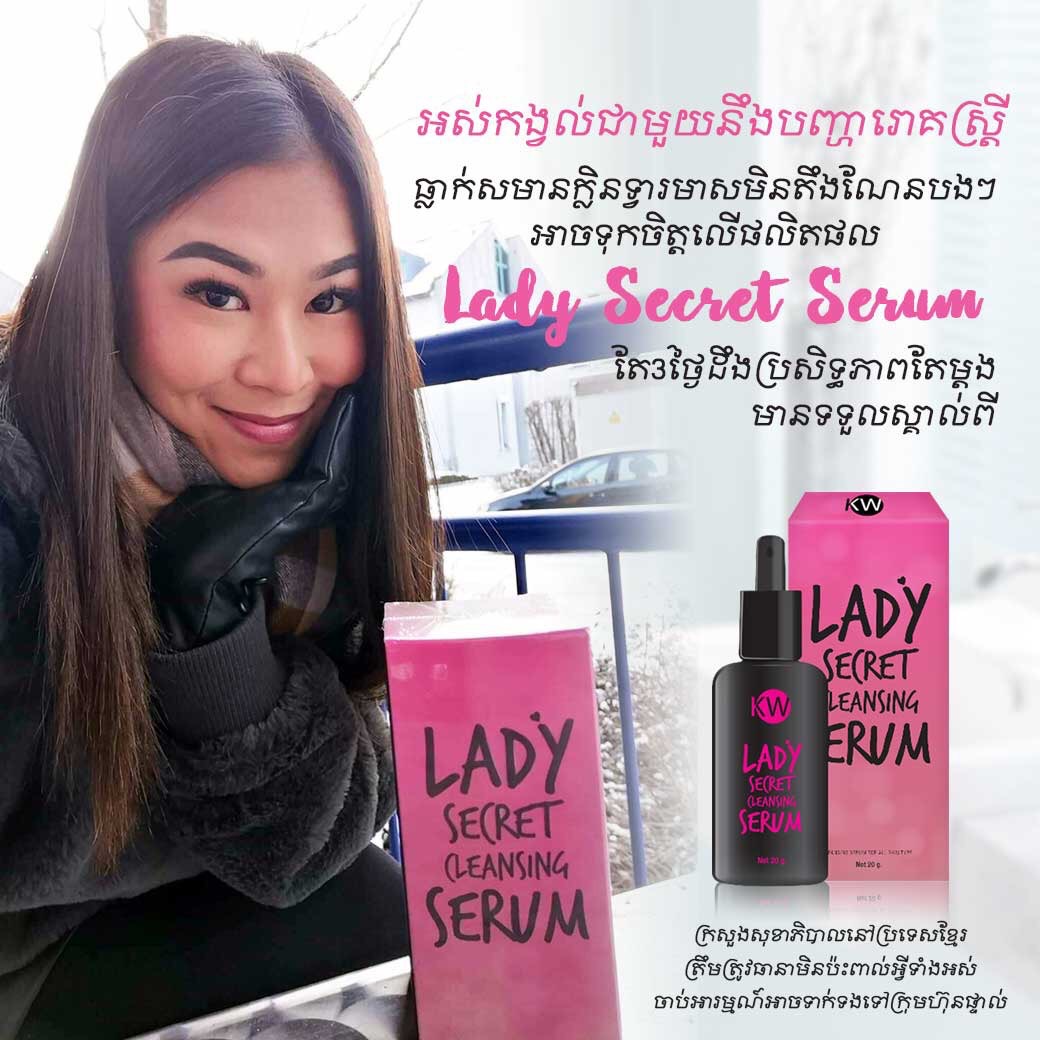 អស់កង្វល់ជាមួយនឹងបញ្ហារោគស្ត្រី
ធ្លាក់សមានក្លិនទ្វារមាសមិនតឹងណែនបងៗ
អាចទុកចិត្តលើផលិតផល
Lady Secret Serum
តែ3ថ្ងៃដឹងប្រសិទ្ធភាពតែម្តង
មានទទួលស្គាល់ពី
KW
LADY
SECRET
CLEANSING
SERUM
KW
LADY
SECRET
CLEANSING
SERUM
Net 20 g.
LADY
SECRET
CLEANSING
ERUM
Net 20 g.
ក្រសួងសុខាភិបាលនៅប្រទេសខ្មែរ
ត្រឹមត្រូវធានាមិនប៉ះពាល់អ្វីទាំងអស់
ចាប់អារម្មណ៍អាចទាក់ទងទៅក្រុមហ៊ុនផ្ទាល់